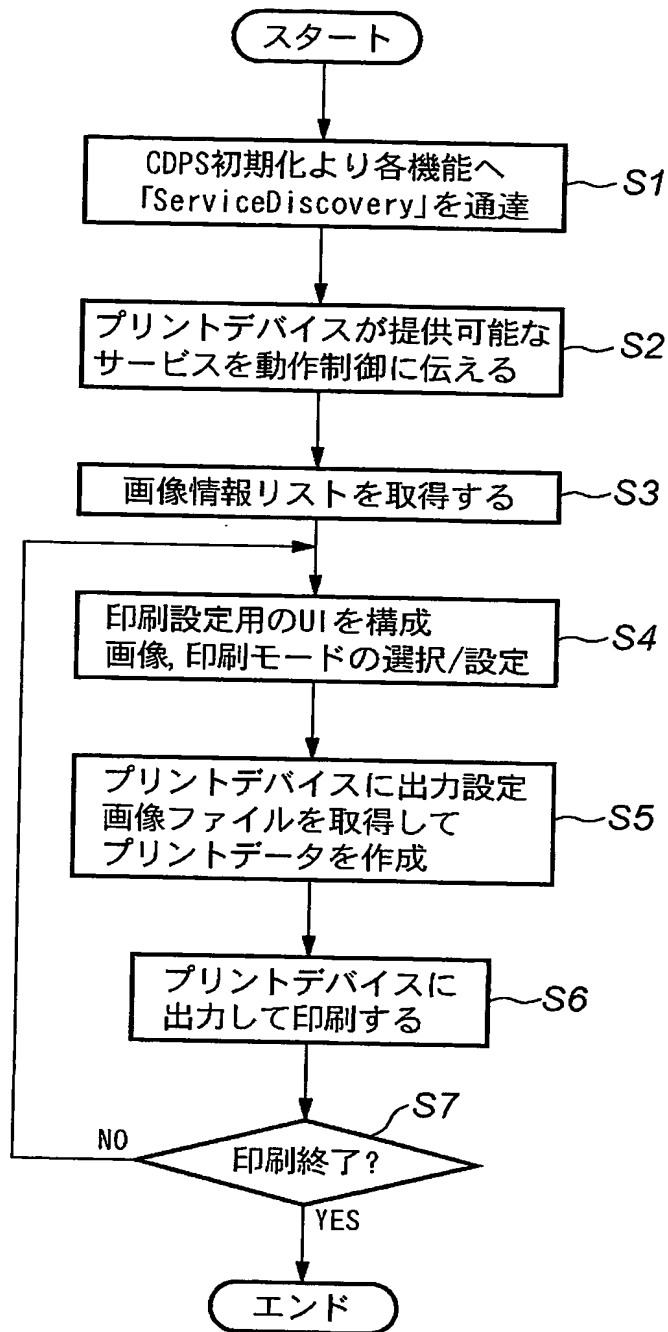 スタート
CDPS初期化より各機能へ
「ServiceDiscovery」を通達
S1
プリントデバイスが提供可能な
サービスを動作制御に伝える
S2
画像情報リストを取得する
S3
印刷設定用のUIを構成
画像,印刷モードの選択/設定
S4
プリントデバイスに出力設定
画像ファイルを取得して
プリントデータを作成
S5
プリントデバイスに
出力して印刷する
S6
S7
NO
印刷終了?
YES
エンド